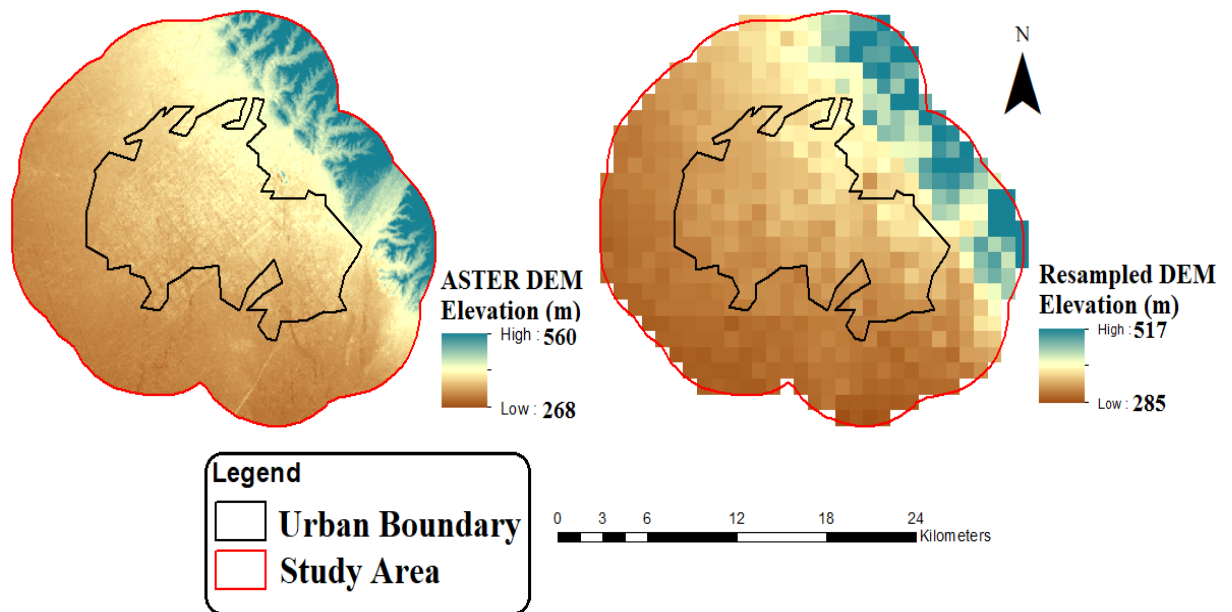 N
ASTER DEM
Elevation (m)
High : 560
Low : 268
Resampled DEM
Elevation (m)
High : 517
Low : 285
Legend
Urban Boundary
Study Area
0 3 6 12 18 24
Kilometers